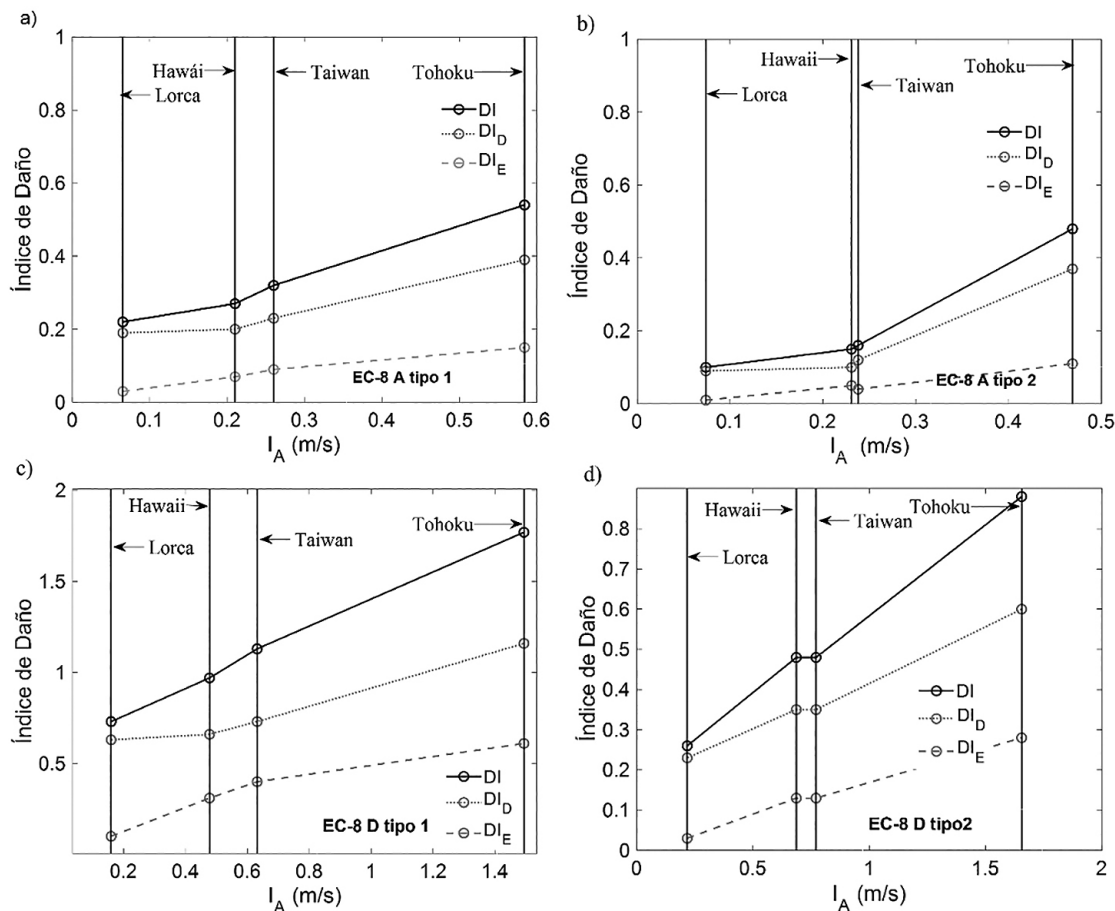 a)
1
0.8
0.6
0.4
0.2
0
Índice de Daño
Hawái
Lorca
Taiwan
Tohoku
DI
DI_D
DI_E
EC-8 A tipo 1
0 0.1 0.2 0.3 0.4 0.5 0.6
I_A (m/s)
b)
1
0.8
0.6
0.4
0.2
0
Índice de Daño
Hawaii
Lorca
Taiwan
Tohoku
DI
DI_D
DI_E
EC-8 A tipo 2
0 0.1 0.2 0.3 0.4 0.5
I_A (m/s)
c)
2
1.5
1
0.5
Índice de Daño
Hawaii
Lorca
Taiwan
Tohoku
DI
DI_D
DI_E
EC-8 D tipo 1
0.2 0.4 0.6 0.8 1 1.2 1.4
I_A (m/s)
d)
0.8
0.7
0.6
0.5
0.4
0.3
0.2
0.1
0
Índice de Daño
Hawaii
Lorca
Taiwan
Tohoku
DI
DI_D
DI_E
EC-8 D tipo2
0 0.5 1 1.5 2
I_A (m/s)